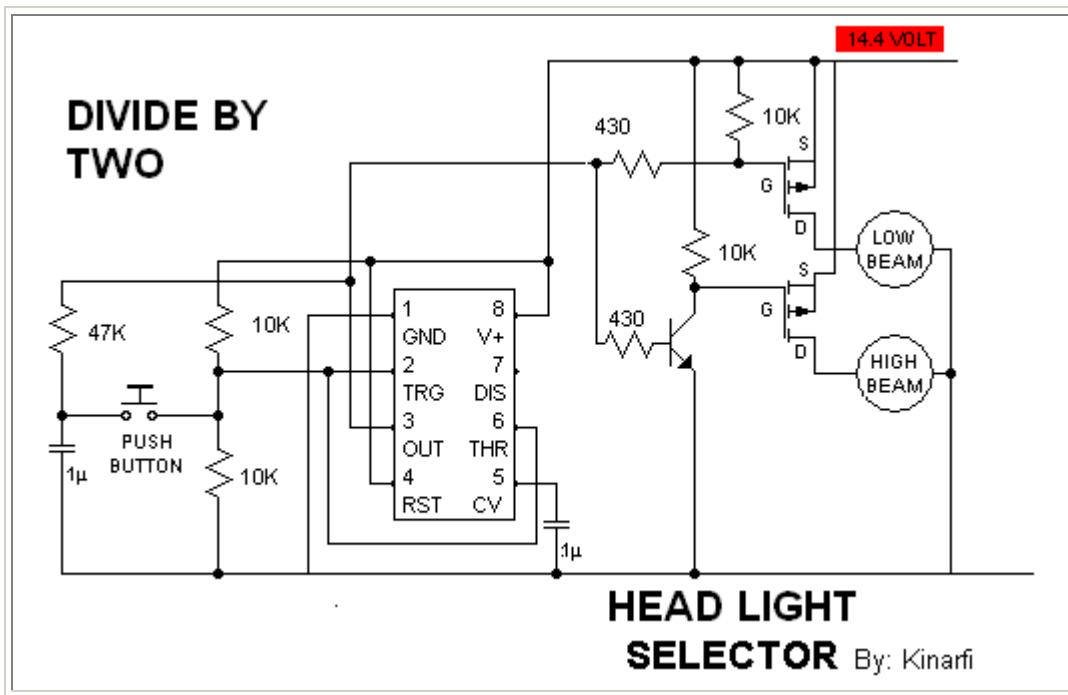 14.4 VOLT
DIVIDE BY
TWO
430
10K
S
G
D
LOW
BEAM
10K
S
G
D
430
HIGH
BEAM
47K
10K
1 8
GND V+
2 7
TRG DIS
3 6
OUT THR
4 5
RST CV
PUSH
BUTTON
1µ
10K
.1µ
HEAD LIGHT
SELECTOR By: Kinarfi